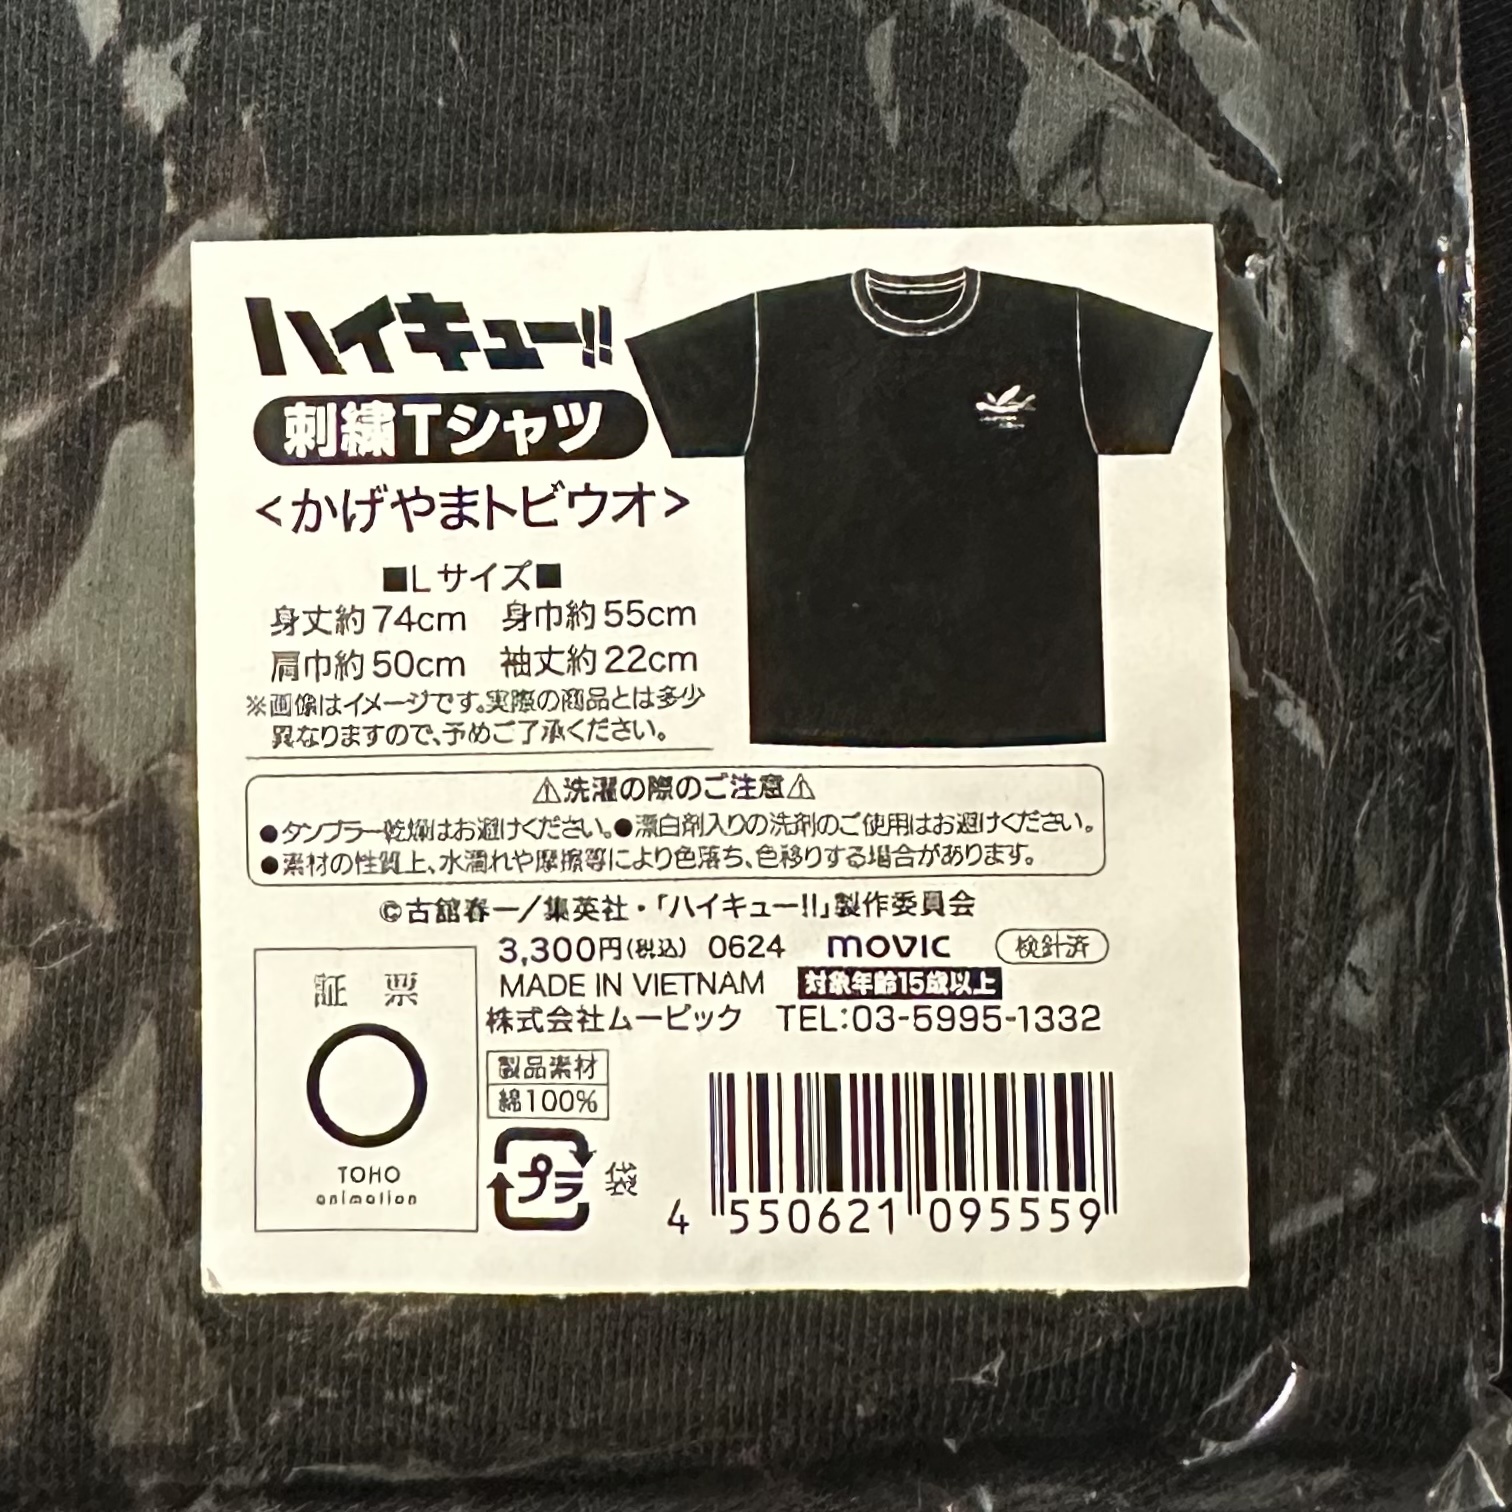 ハイキュー!!
刺繍Tシャツ
<かげやまトビウオ>
■Lサイズ■
身丈約74cm 身巾約55cm
肩巾約50cm 袖丈約22cm
※画像はイメージです。実際の商品とは多少
異なりますので、予めご了承ください。
⚠洗濯の際のご注意⚠
●タンブラー乾燥はお避けください。●漂白剤入りの洗剤のご使用はお避けください。
●素材の性質上、水濡れや摩擦等により色落ち、色移りする場合があります。
©古舘春一/集英社・「ハイキュー!!」製作委員会
3,300円(税込) 0624 movic 検針済
MADE IN VIETNAM 対象年齢15歳以上
株式会社ムービック TEL:03-5995-1332
証 票
TOHO
animation
製品素材
綿100%
プラ 袋
4 550621 095559